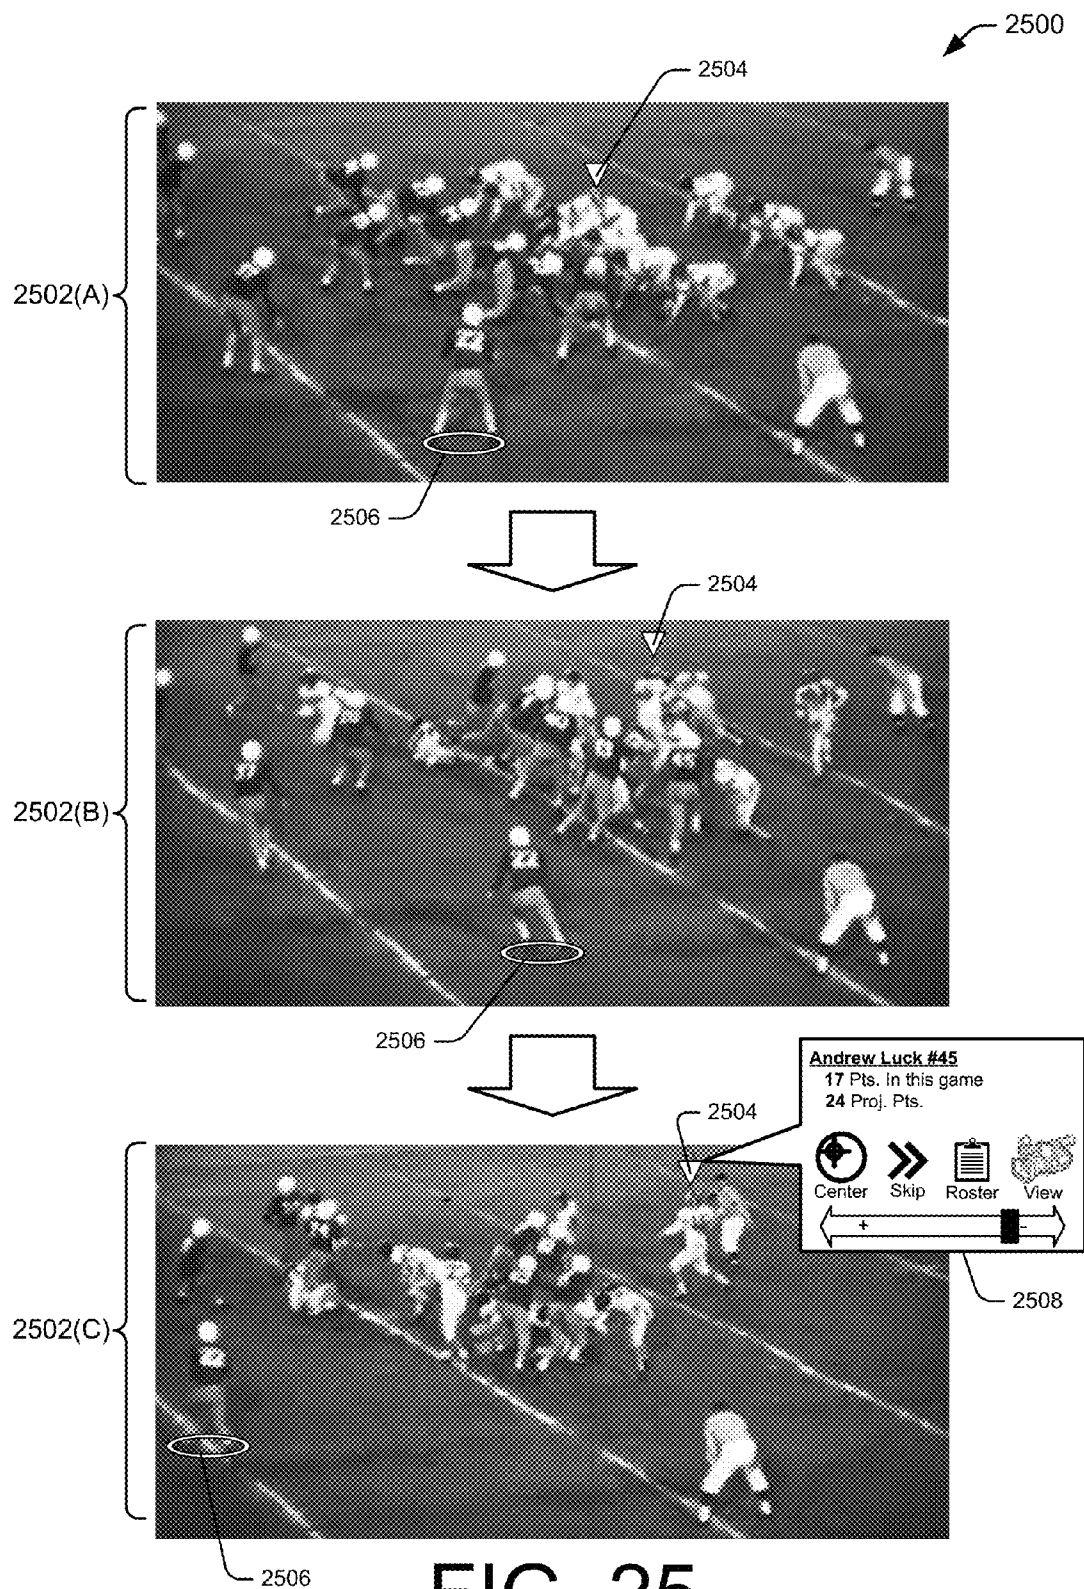 2500
2504
2502(A)
2506
2504
2502(B)
2506
Andrew Luck #45
17 Pts. In this game
24 Proj. Pts.
2504
Center Skip Roster View
+ -
2508
2502(C)
2506
FIG. 25